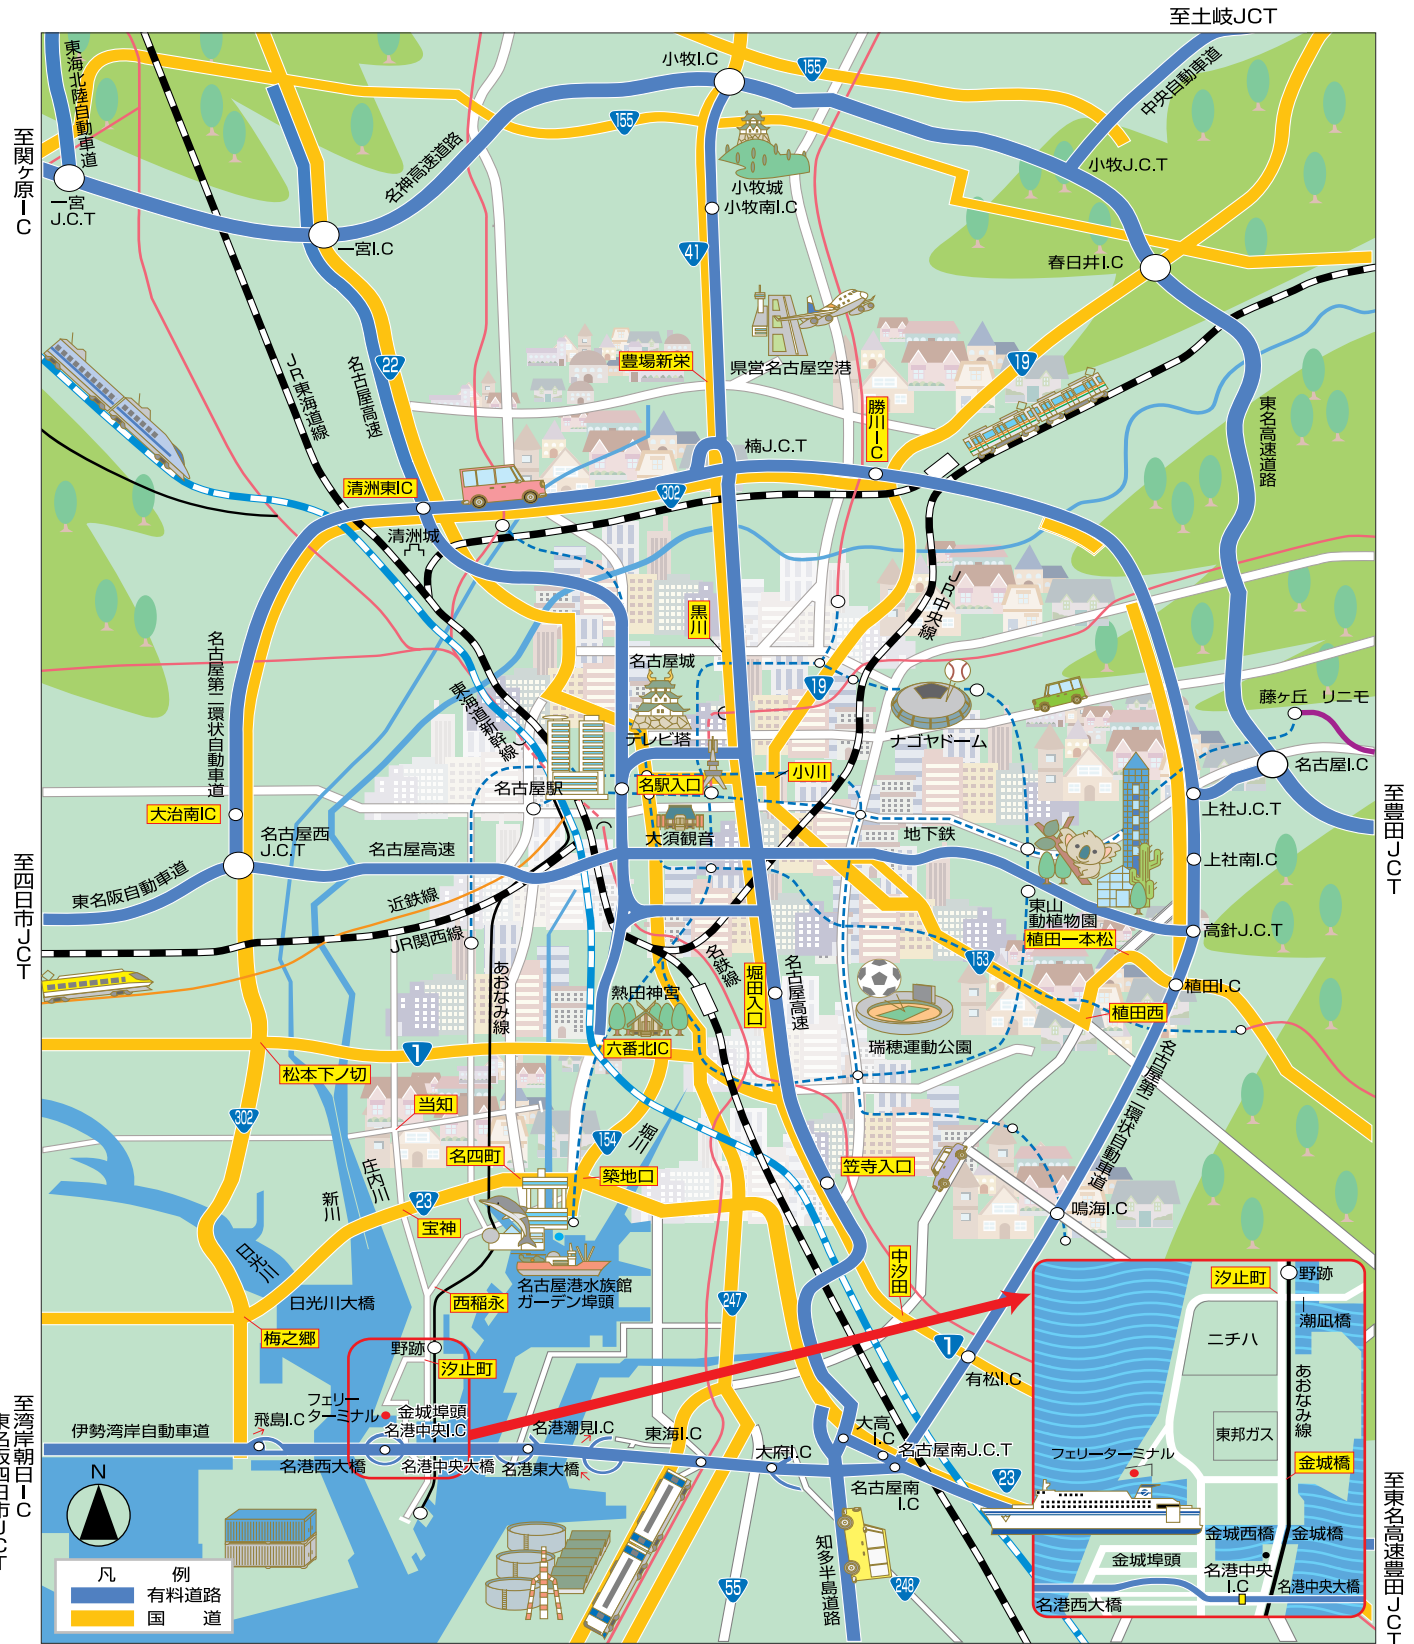 至土岐JCT
東海北陸自動車道
小牧I.C
155
中央自動車道
至関ヶ原IC
155
名神高速道路
小牧J.C.T
一宮
J.C.T
小牧城
小牧南I.C
一宮I.C
41
春日井I.C
JR東海道線
名古屋高速
22
豊場新栄
県営名古屋空港
19
勝川IC
東名高速道路
楠J.C.T
清洲東IC
302
清洲城
JR中央線
黒川
名古屋第二環状自動車道
名古屋城
19
東海道新幹線
藤ヶ丘
リニモ
テレビ塔
ナゴヤドーム
小川
名古屋I.C
名古屋駅
名駅入口
大治南IC
上社J.C.T
至豊田JCT
名古屋西
J.C.T
名古屋高速
大須観音
地下鉄
上社南I.C
至四日市JCT
東名阪自動車道
近鉄線
東山
動植物園
高針J.C.T
JR関西線
植田一本松
あおなみ線
名鉄線
堀田入口
名古屋高速
153
植田I.C
熱田神宮
植田西
1
六番北IC
瑞穂運動公園
松本下ノ切
名古屋第二環状自動車道
302
当知
154
堀川
名四町
庄内川
築地口
笠寺入口
新川
23
宝神
鳴海I.C
日光川
中汐田
名古屋港水族館
ガーデン埠頭
日光川大橋
西稲永
247
汐止町
野跡
潮凪橋
梅之郷
1
ニチハ
野跡
汐止町
有松I.C
あおなみ線
至湾岸朝日IC
東名阪四日市JCT
フェリー
ターミナル
金城埠頭
名港中央I.C
飛島I.C
名港潮見I.C
東海I.C
大高
I.C
東邦ガス
伊勢湾岸自動車道
名古屋南J.C.T
フェリーターミナル
金城橋
名港西大橋
名港中央大橋
名港東大橋
大府I.C
N
名古屋南
I.C
23
至東名高速豊田JCT
金城西橋
金城橋
金城埠頭
名港中央
I.C
凡例
有料道路
国道
知多半島道路
55
248
名港中央大橋
名港西大橋